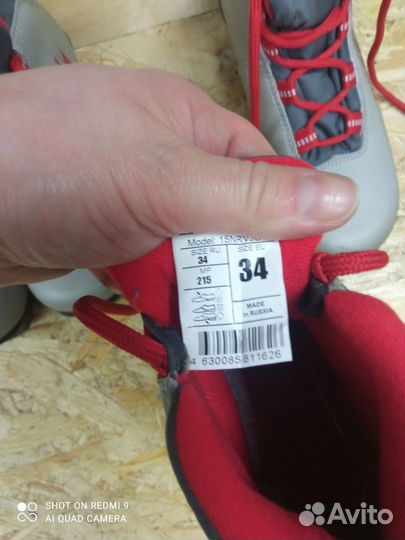 Model: 15NRV
SIZE RU
34
MP
215
SIZE EU
34
MADE
in RUSSIA
4 630085 811626
SHOT ON REDMI 9
AI QUAD CAMERA
Avito